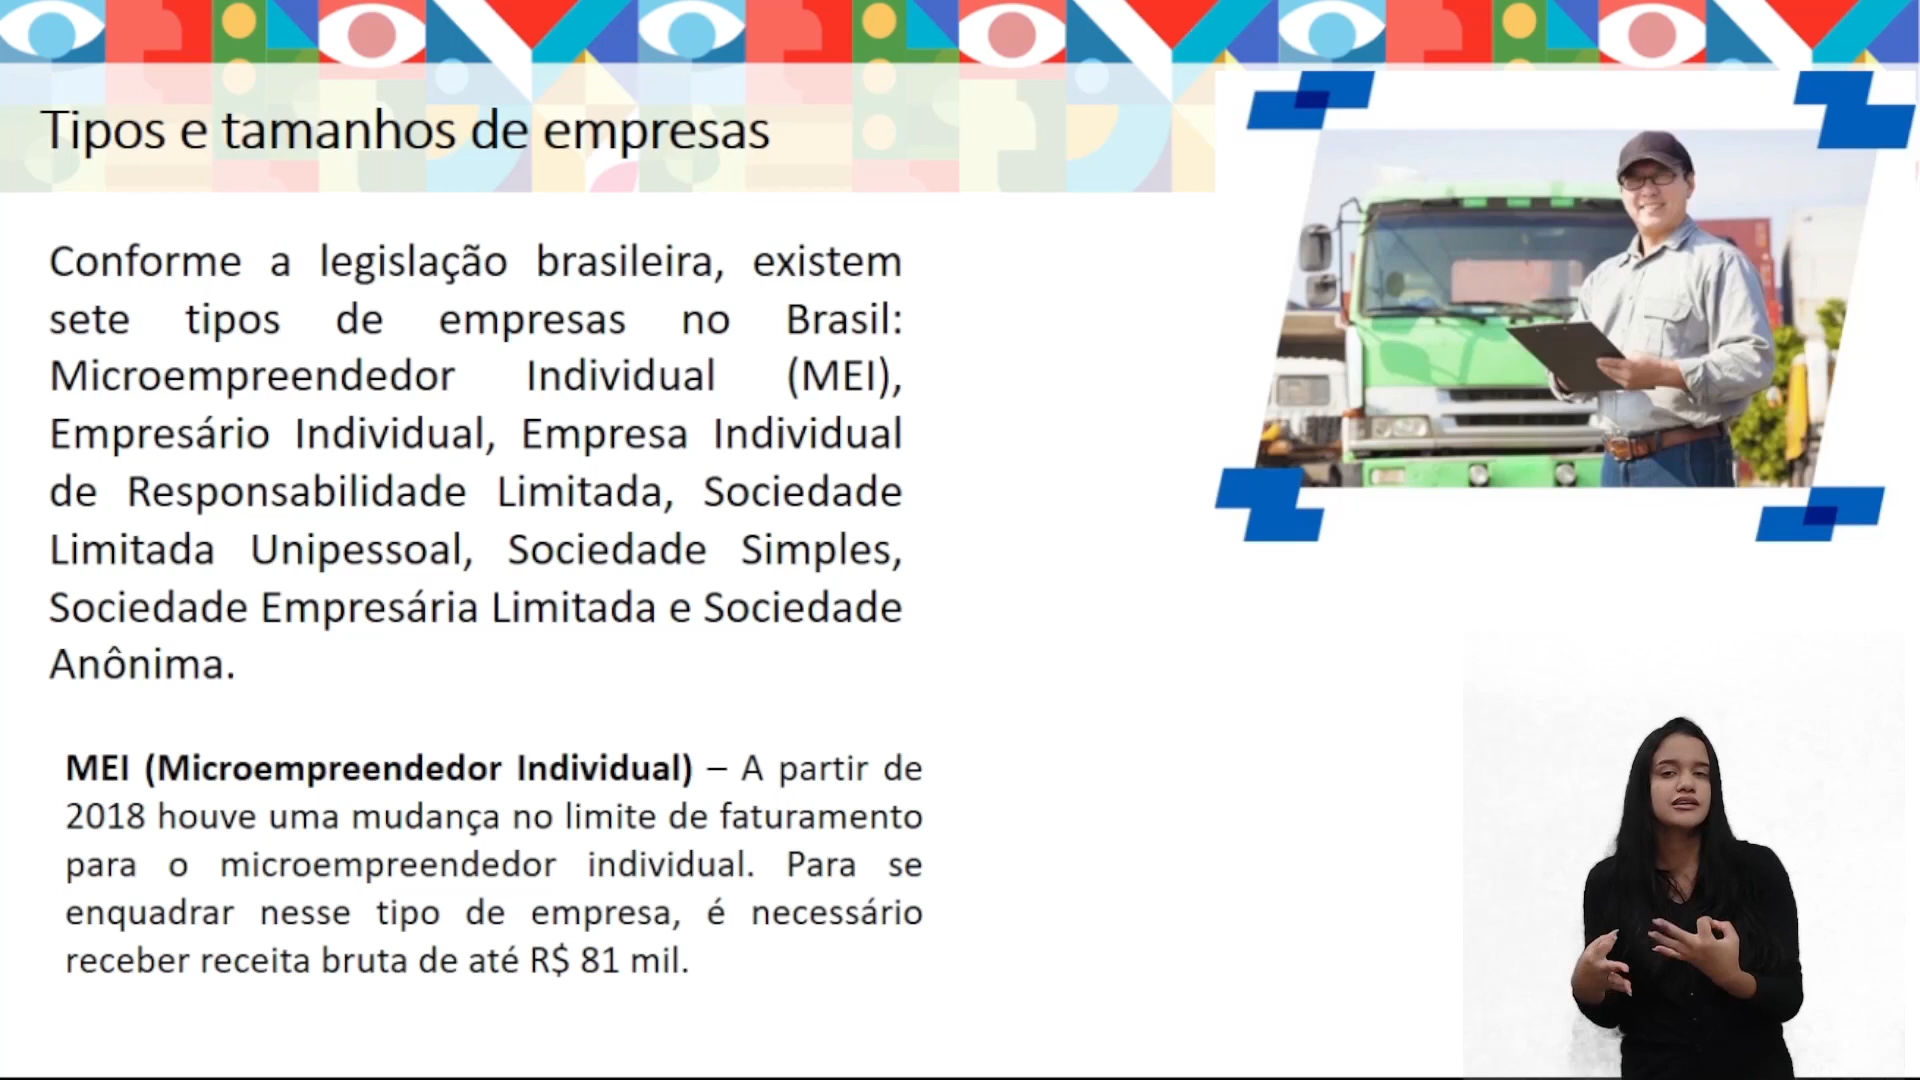 Tipos e tamanhos de empresas
Conforme a legislação brasileira, existem
sete tipos de empresas no Brasil:
Microempreendedor Individual (MEI),
Empresário Individual, Empresa Individual
de Responsabilidade Limitada, Sociedade
Limitada Unipessoal, Sociedade Simples,
Sociedade Empresária Limitada e Sociedade
Anônima.
MEI (Microempreendedor Individual) – A partir de
2018 houve uma mudança no limite de faturamento
para o microempreendedor individual. Para se
enquadrar nesse tipo de empresa, é necessário
receber receita bruta de até R$ 81 mil.